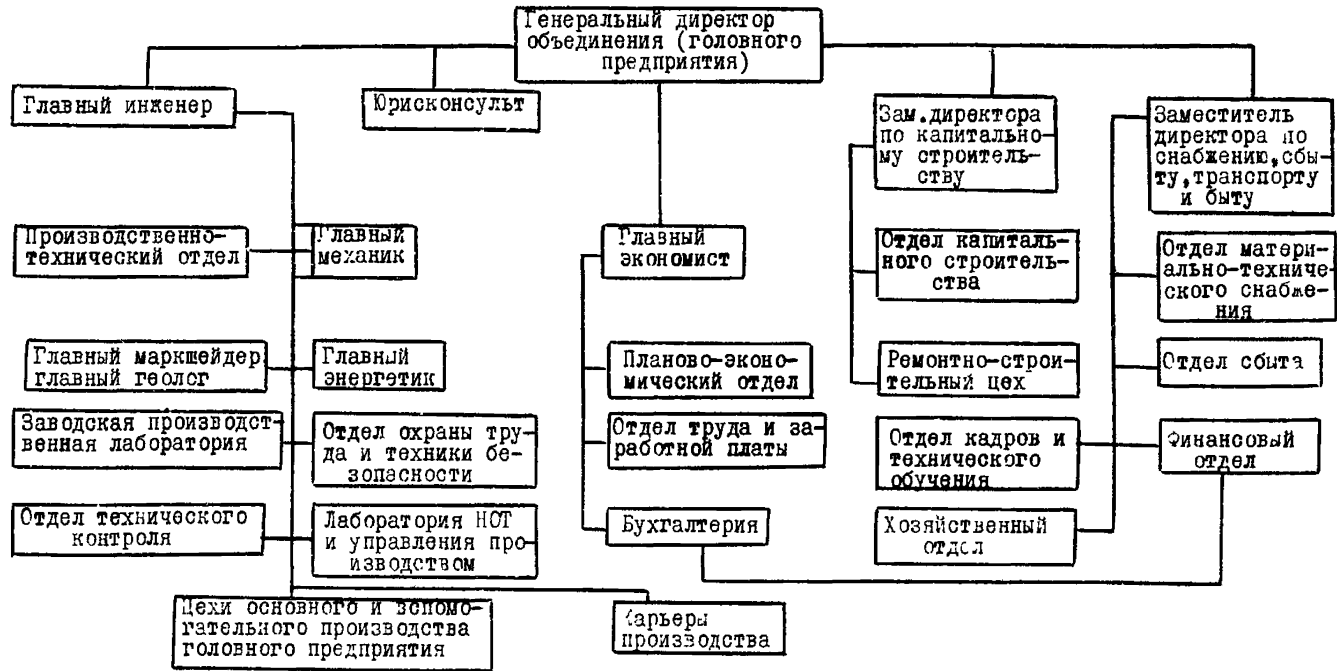 Генеральный директор
объединения (головного
предприятия)
Главный инженер
Юрисконсульт
Зам.директора
по капитально-
му строитель-
ству
Заместитель
директора по
снабжению,сбы-
ту,транспорту
и быту
Производственно-
технический отдел
Главный
механик
Главный
экономист
Отдел капиталь-
ного строитель-
ства
Отдел матери-
ально-техниче-
ского снабже-
ния
Главный маркшейдер
главный геолог
Главный
энергетик
Планово-эконо-
мический отдел
Ремонтно-строи-
тельный цех
Отдел сбыта
Заводская производст-
венная лаборатория
Отдел охраны тру-
да и техники бе-
зопасности
Отдел труда и за-
работной платы
Отдел кадров и
технического
обучения
Финансовый
отдел
Отдел технического
контроля
Лаборатория НОТ
и управления про-
изводством
Бухгалтерия
Хозяйственный
отдел
Цехи основного и вспомо-
гательного производства
головного предприятия
Карьеры
производства